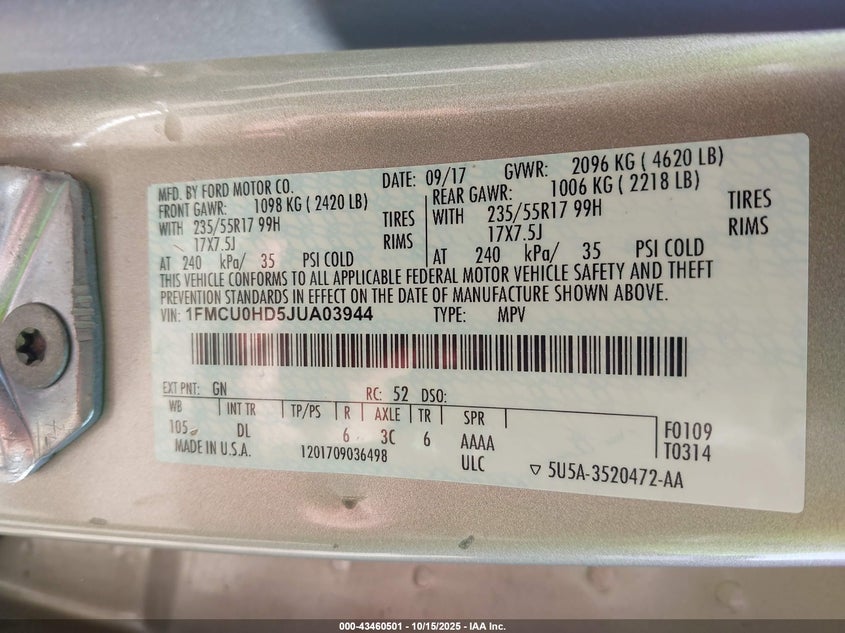 MFD. BY FORD MOTOR CO. DATE: 09/17 GVWR: 2096 KG ( 4620 LB)
FRONT GAWR: 1098 KG ( 2420 LB) REAR GAWR: 1006 KG ( 2218 LB)
WITH 235/55R17 99H TIRES WITH 235/55R17 99H TIRES
17X7.5J RIMS 17X7.5J RIMS
AT 240 kPa/ 35 PSI COLD AT 240 kPa/ 35 PSI COLD
THIS VEHICLE CONFORMS TO ALL APPLICABLE FEDERAL MOTOR VEHICLE SAFETY AND THEFT
PREVENTION STANDARDS IN EFFECT ON THE DATE OF MANUFACTURE SHOWN ABOVE.
VIN: 1FMCU0HD5JUA03944 TYPE: MPV
EXT PNT: GN RC: 52 DSO:
WB INT TR TP/PS R AXLE TR SPR
105 DL 6 3C 6 AAAA F0109
MADE IN U.S.A. 1201709036498 ULC T0314
▽ 5U5A-3520472-AA
000-43460501 - 10/15/2025 - IAA Inc.